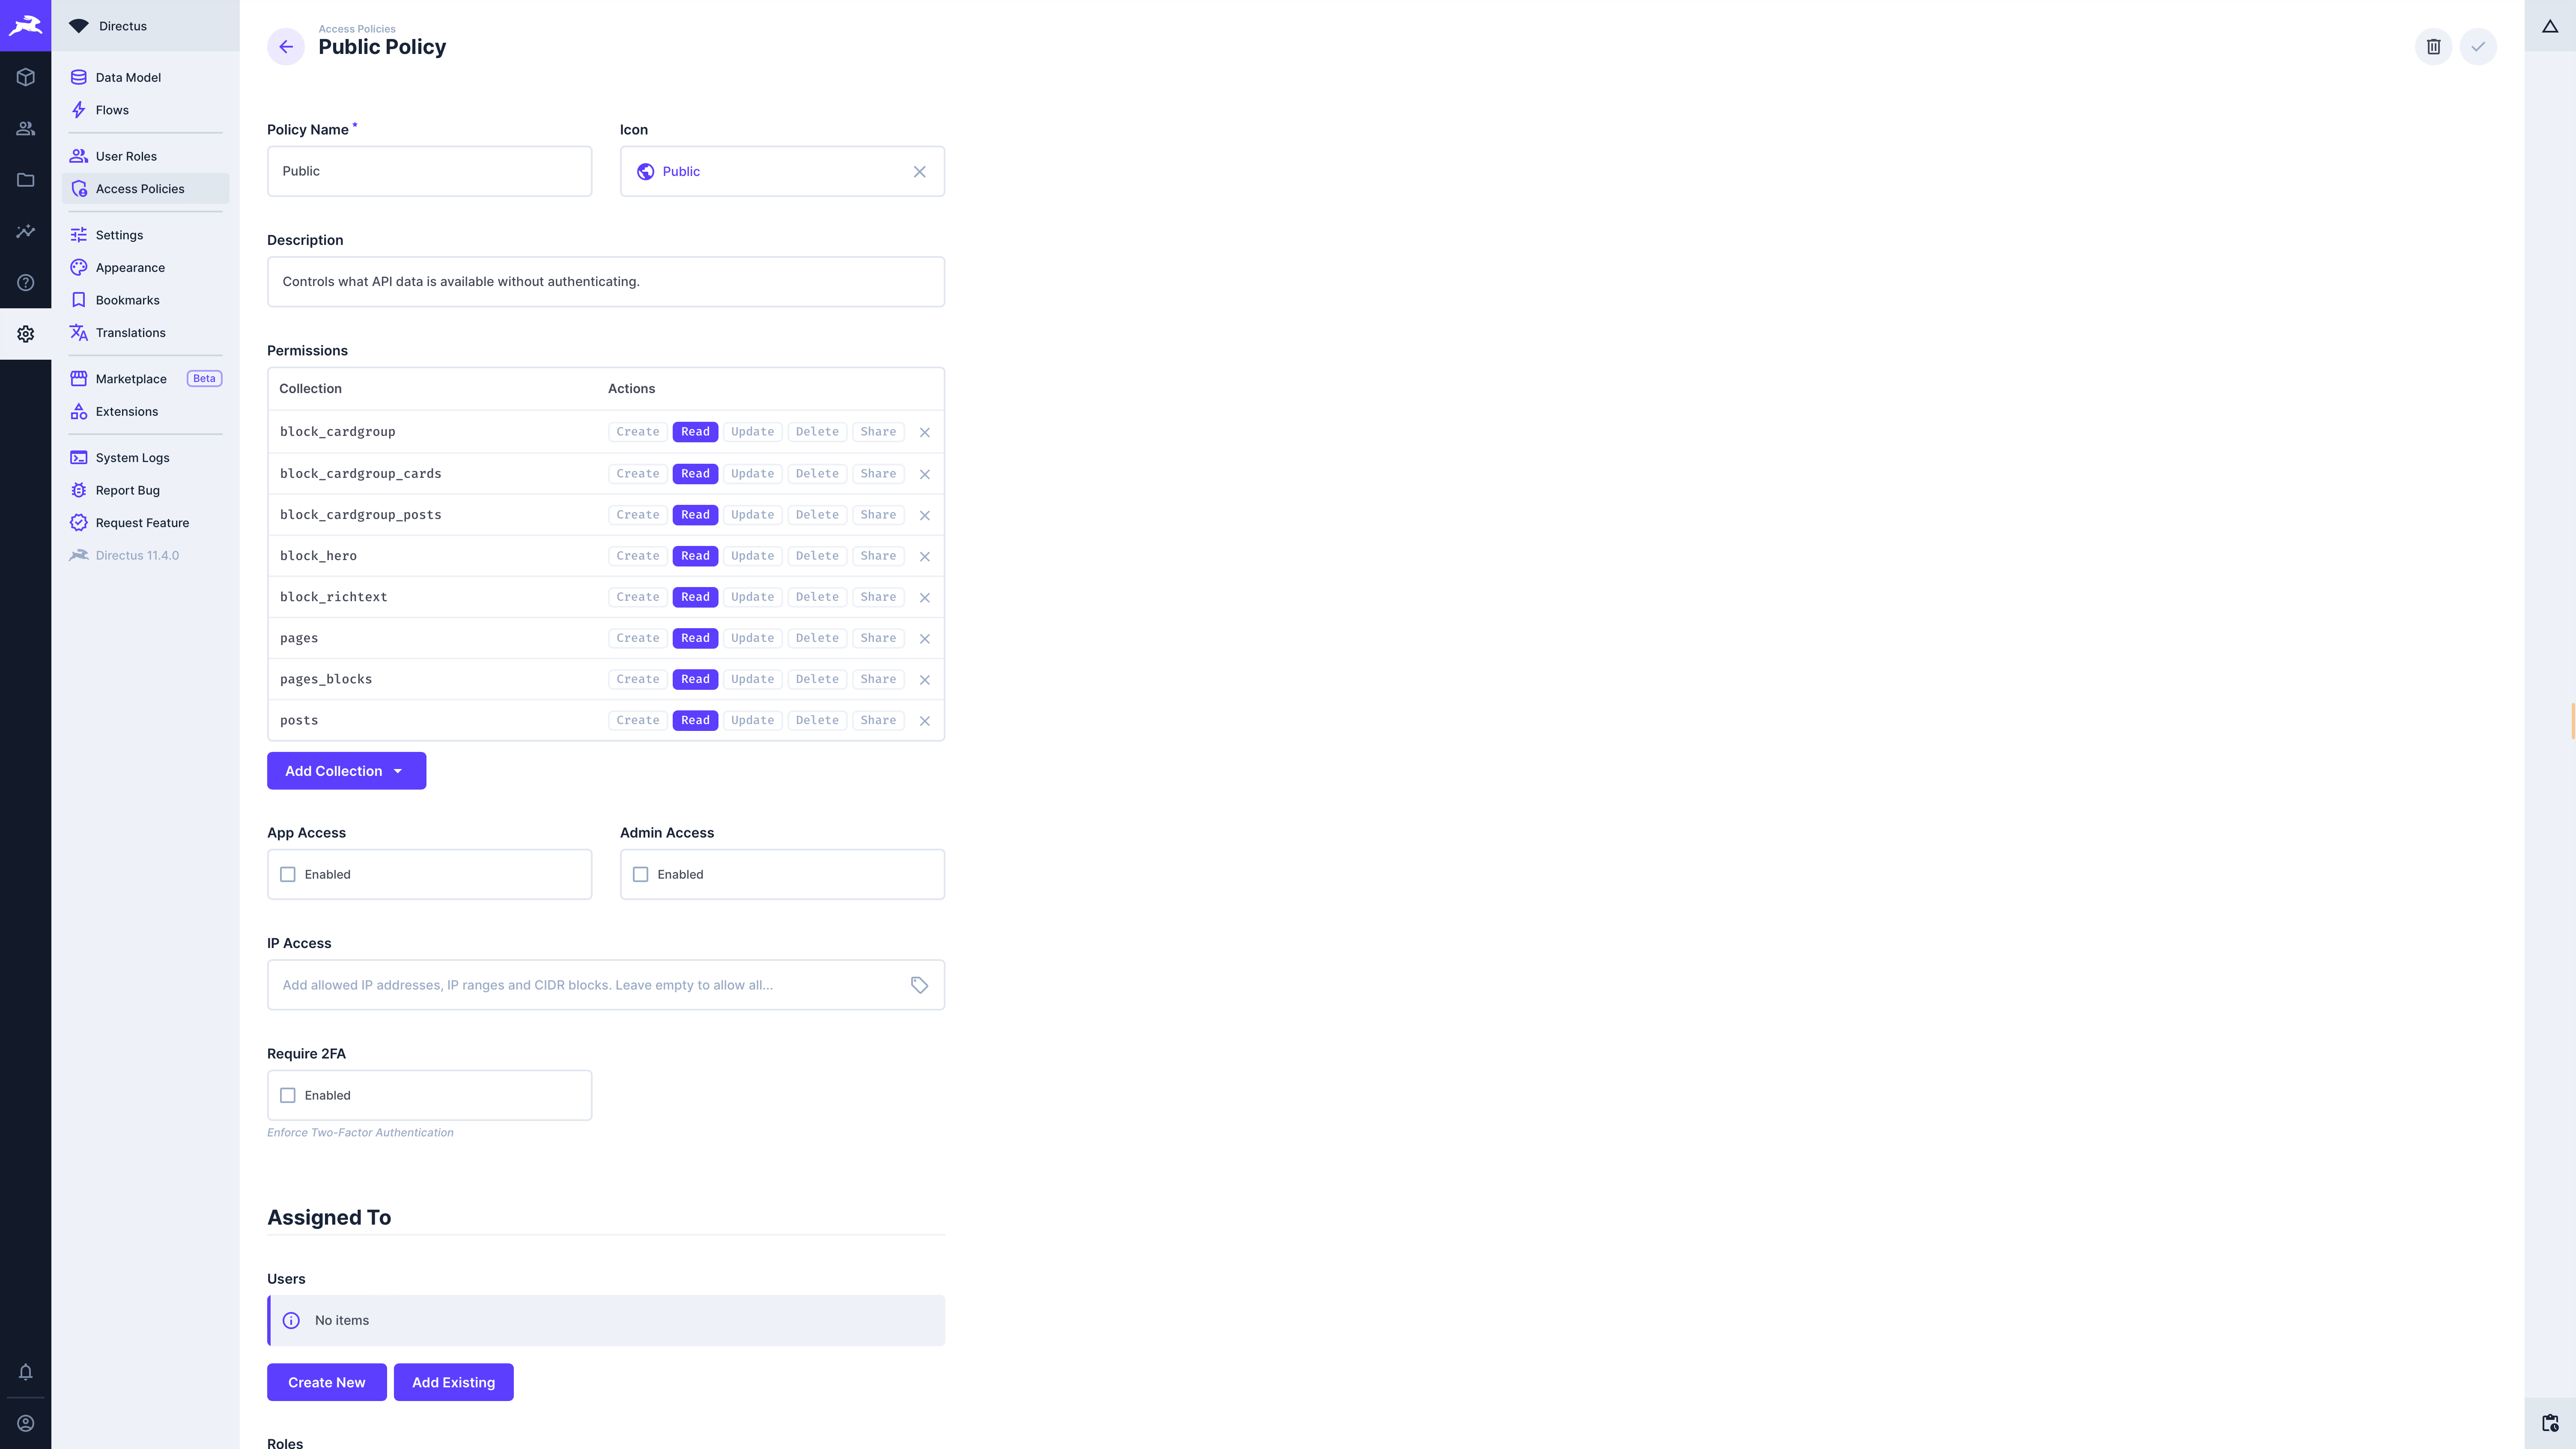 Directus
Data Model
Flows
User Roles
Access Policies
Settings
Appearance
Bookmarks
Translations
Marketplace Beta
Extensions
System Logs
Report Bug
Request Feature
Directus 11.4.0
Access Policies
Public Policy
Policy Name *
Icon
Public
Public
Description
Controls what API data is available without authenticating.
Permissions
Collection Actions
block_cardgroup Create Read Update Delete Share
block_cardgroup_cards Create Read Update Delete Share
block_cardgroup_posts Create Read Update Delete Share
block_hero Create Read Update Delete Share
block_richtext Create Read Update Delete Share
pages Create Read Update Delete Share
pages_blocks Create Read Update Delete Share
posts Create Read Update Delete Share
Add Collection
App Access
Admin Access
Enabled
Enabled
IP Access
Add allowed IP addresses, IP ranges and CIDR blocks. Leave empty to allow all...
Require 2FA
Enabled
Enforce Two-Factor Authentication
Assigned To
Users
No items
Create New Add Existing
Roles